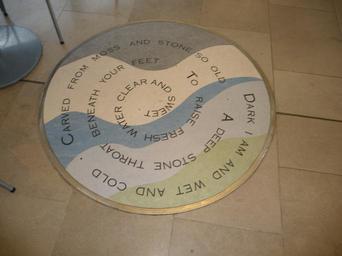 DARK I AM AND WET AND COLD
CARVED FROM MOSS AND STONE SO OLD
A DEEP STONE THROAT BENEATH YOUR FEET
TO RAISE FRESH WATER CLEAR AND SWEET